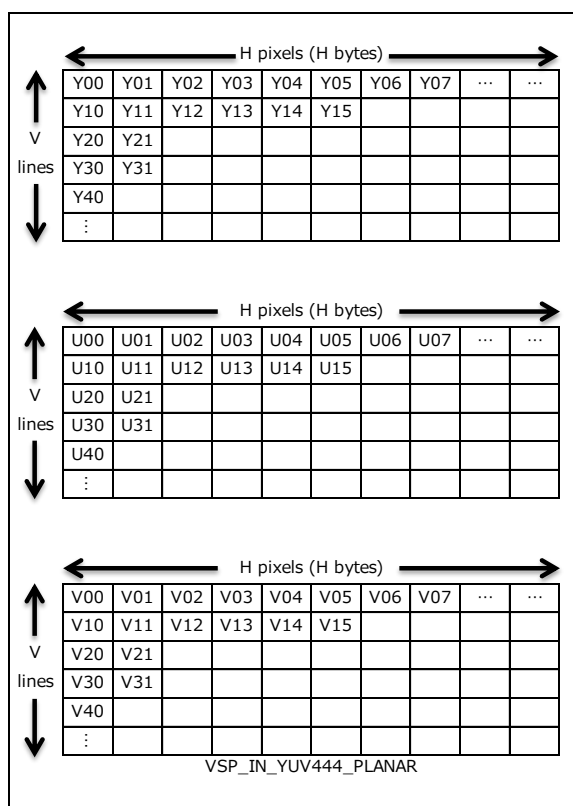 H pixels (H bytes)
Y00 Y01 Y02 Y03 Y04 Y05 Y06 Y07 … …
Y10 Y11 Y12 Y13 Y14 Y15
V
Y20 Y21
lines
Y30 Y31
Y40
⋮
H pixels (H bytes)
U00 U01 U02 U03 U04 U05 U06 U07 … …
U10 U11 U12 U13 U14 U15
V
U20 U21
lines
U30 U31
U40
⋮
H pixels (H bytes)
V00 V01 V02 V03 V04 V05 V06 V07 … …
V10 V11 V12 V13 V14 V15
V
V20 V21
lines
V30 V31
V40
⋮
VSP_IN_YUV444_PLANAR